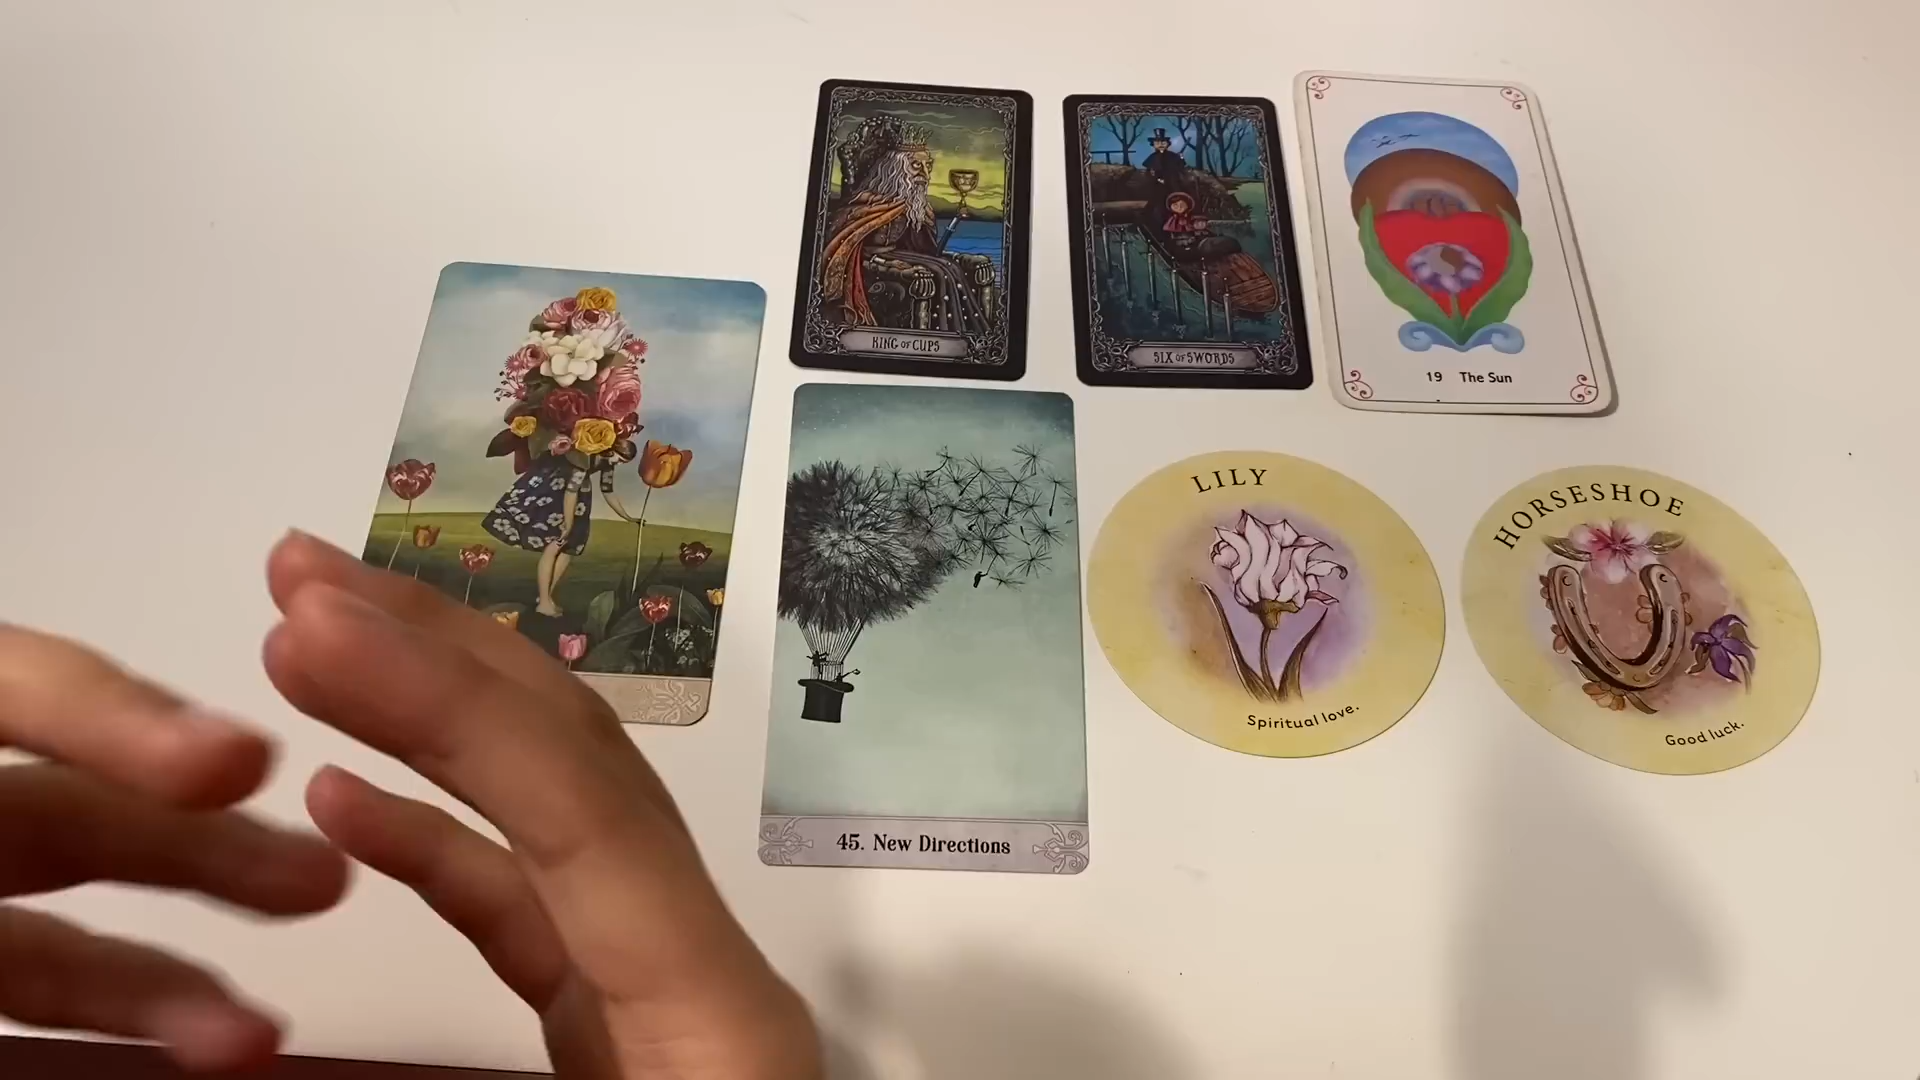 KING OF CUPS
SIX OF SWORDS
19 The Sun
LILY
Spiritual love.
HORSESHOE
Good luck.
45. New Directions